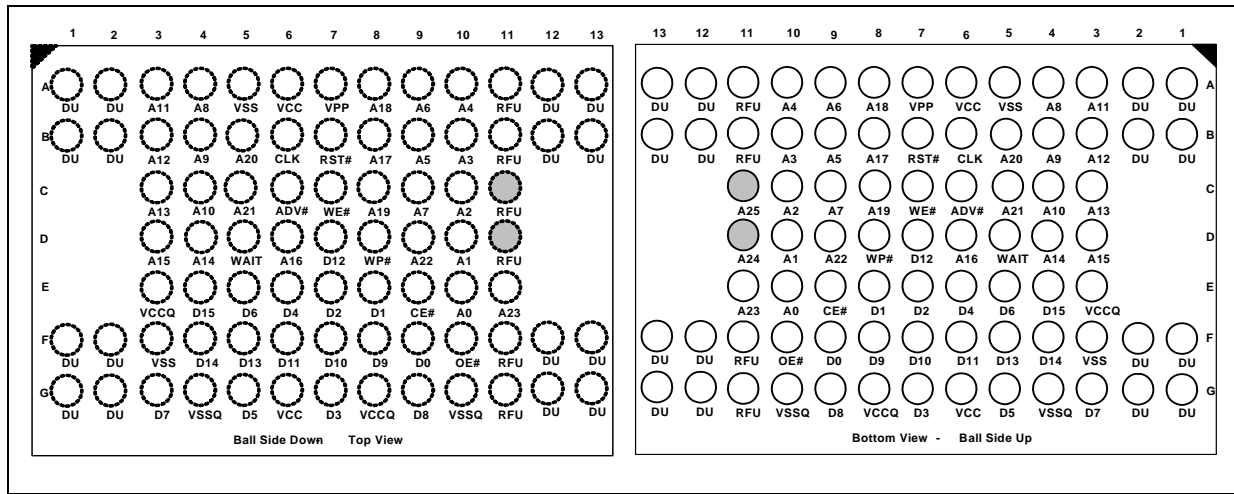 1 2 3 4 5 6 7 8 9 10 11 12 13
A
DU DU A11 A8 VSS VCC VPP A18 A6 A4 RFU DU DU
B
DU DU A12 A9 A20 CLK RST# A17 A5 A3 RFU DU DU
C
A13 A10 A21 ADV# WE# A19 A7 A2 RFU
D
A15 A14 WAIT A16 D12 WP# A22 A1 RFU
E
VCCQ D15 D6 D4 D2 D1 CE# A0 A23
F
DU DU VSS D14 D13 D11 D10 D9 D0 OE# RFU DU DU
G
DU DU D7 VSSQ D5 VCC D3 VCCQ D8 VSSQ RFU DU DU
Ball Side Down- Top View
13 12 11 10 9 8 7 6 5 4 3 2 1
A
DU DU RFU A4 A6 A18 VPP VCC VSS A8 A11 DU DU
B
DU DU RFU A3 A5 A17 RST# CLK A20 A9 A12 DU DU
C
A25 A2 A7 A19 WE# ADV# A21 A10 A13
D
A24 A1 A22 WP# D12 A16 WAIT A14 A15
E
A23 A0 CE# D1 D2 D4 D6 D15 VCCQ
F
DU DU RFU OE# D0 D9 D10 D11 D13 D14 VSS DU DU
G
DU DU RFU VSSQ D8 VCCQ D3 VCC D5 VSSQ D7 DU DU
Bottom View - Ball Side Up